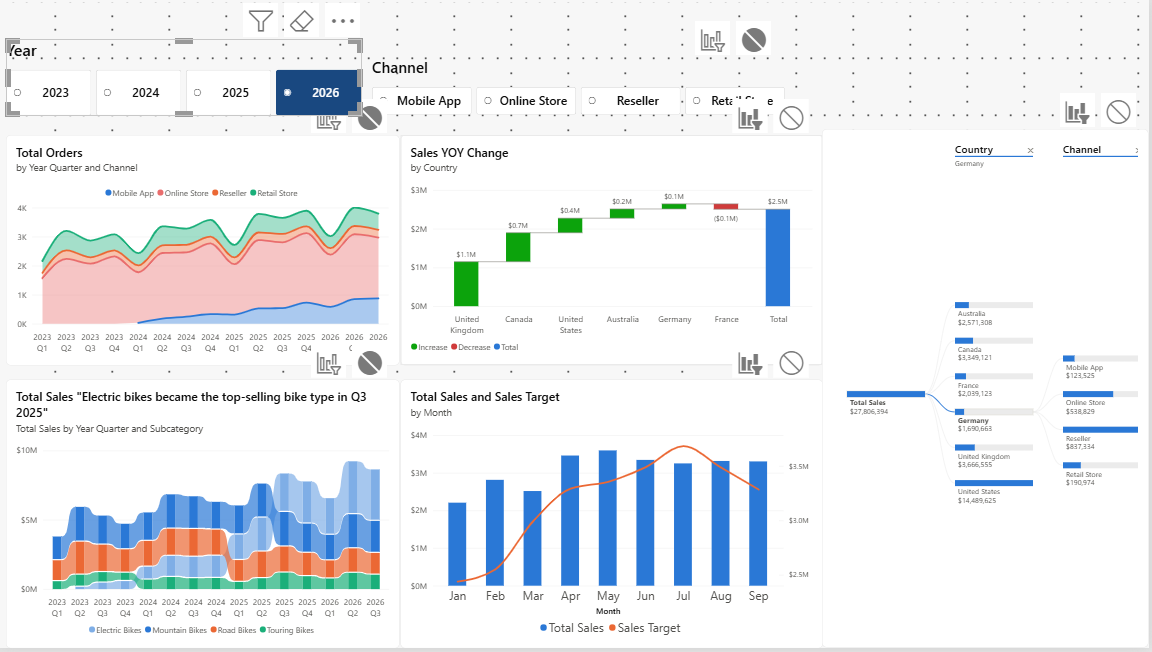 Year
2023
2024
2025
2026
Channel
Mobile App
Online Store
Reseller
Retail Store
Total Orders
by Year Quarter and Channel
Mobile App Online Store Reseller Retail Store
4K
3K
2K
1K
0K
2023 2023 2023 2023 2024 2024 2024 2024 2025 2025 2025 2025 2026 2026 2026
Q1 Q2 Q3 Q4 Q1 Q2 Q3 Q4 Q1 Q2 Q3 Q4 Q1
Sales YOY Change
by Country
$3M
$2M
$1M
$0M
$1.1M
$0.7M
$0.4M
$0.2M
$0.1M
($0.1M)
$2.5M
United Kingdom
Canada
United States
Australia
Germany
France
Total
Increase Decrease Total
Total Sales "Electric bikes became the top-selling bike type in Q3
2025"
Total Sales by Year Quarter and Subcategory
$10M
$5M
$0M
2023 2023 2023 2023 2024 2024 2024 2024 2025 2025 2025 2025 2026 2026 2026
Q1 Q2 Q3 Q4 Q1 Q2 Q3 Q4 Q1 Q2 Q3 Q4 Q1 Q2 Q3
Electric Bikes Mountain Bikes Road Bikes Touring Bikes
Total Sales and Sales Target
by Month
$4M
$3M
$2M
$1M
$0M
$3.5M
$3.0M
$2.5M
Jan Feb Mar Apr May Jun Jul Aug Sep
Month
Total Sales Sales Target
Country
Germany
Channel
Total Sales
$27,806,394
Australia
$2,571,308
Canada
$3,349,121
France
$2,039,123
Germany
$1,690,663
United Kingdom
$3,666,555
United States
$14,489,625
Mobile App
$123,525
Online Store
$538,829
Reseller
$837,334
Retail Store
$190,974